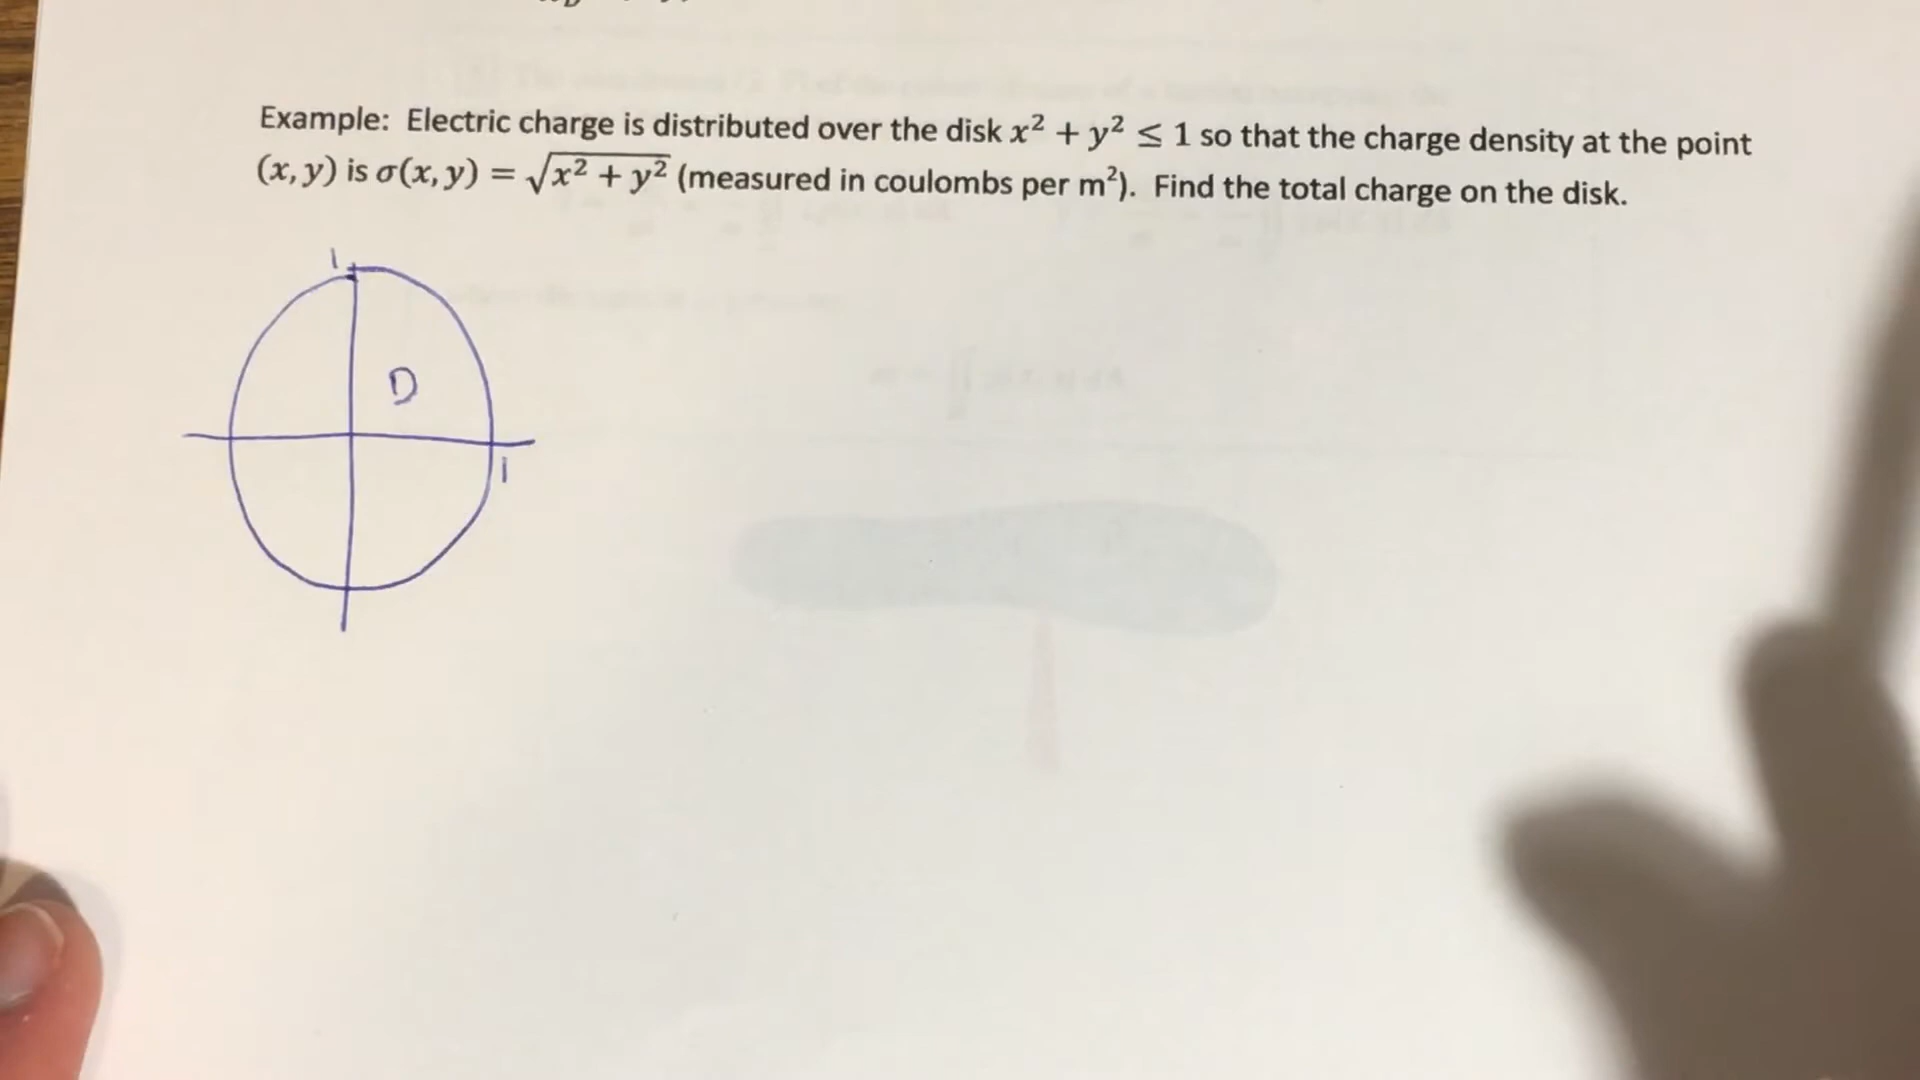 Example: Electric charge is distributed over the disk x² + y² ≤ 1 so that the charge density at the point
(x, y) is σ(x, y) = √(x² + y²) (measured in coulombs per m²). Find the total charge on the disk.
1
D
1